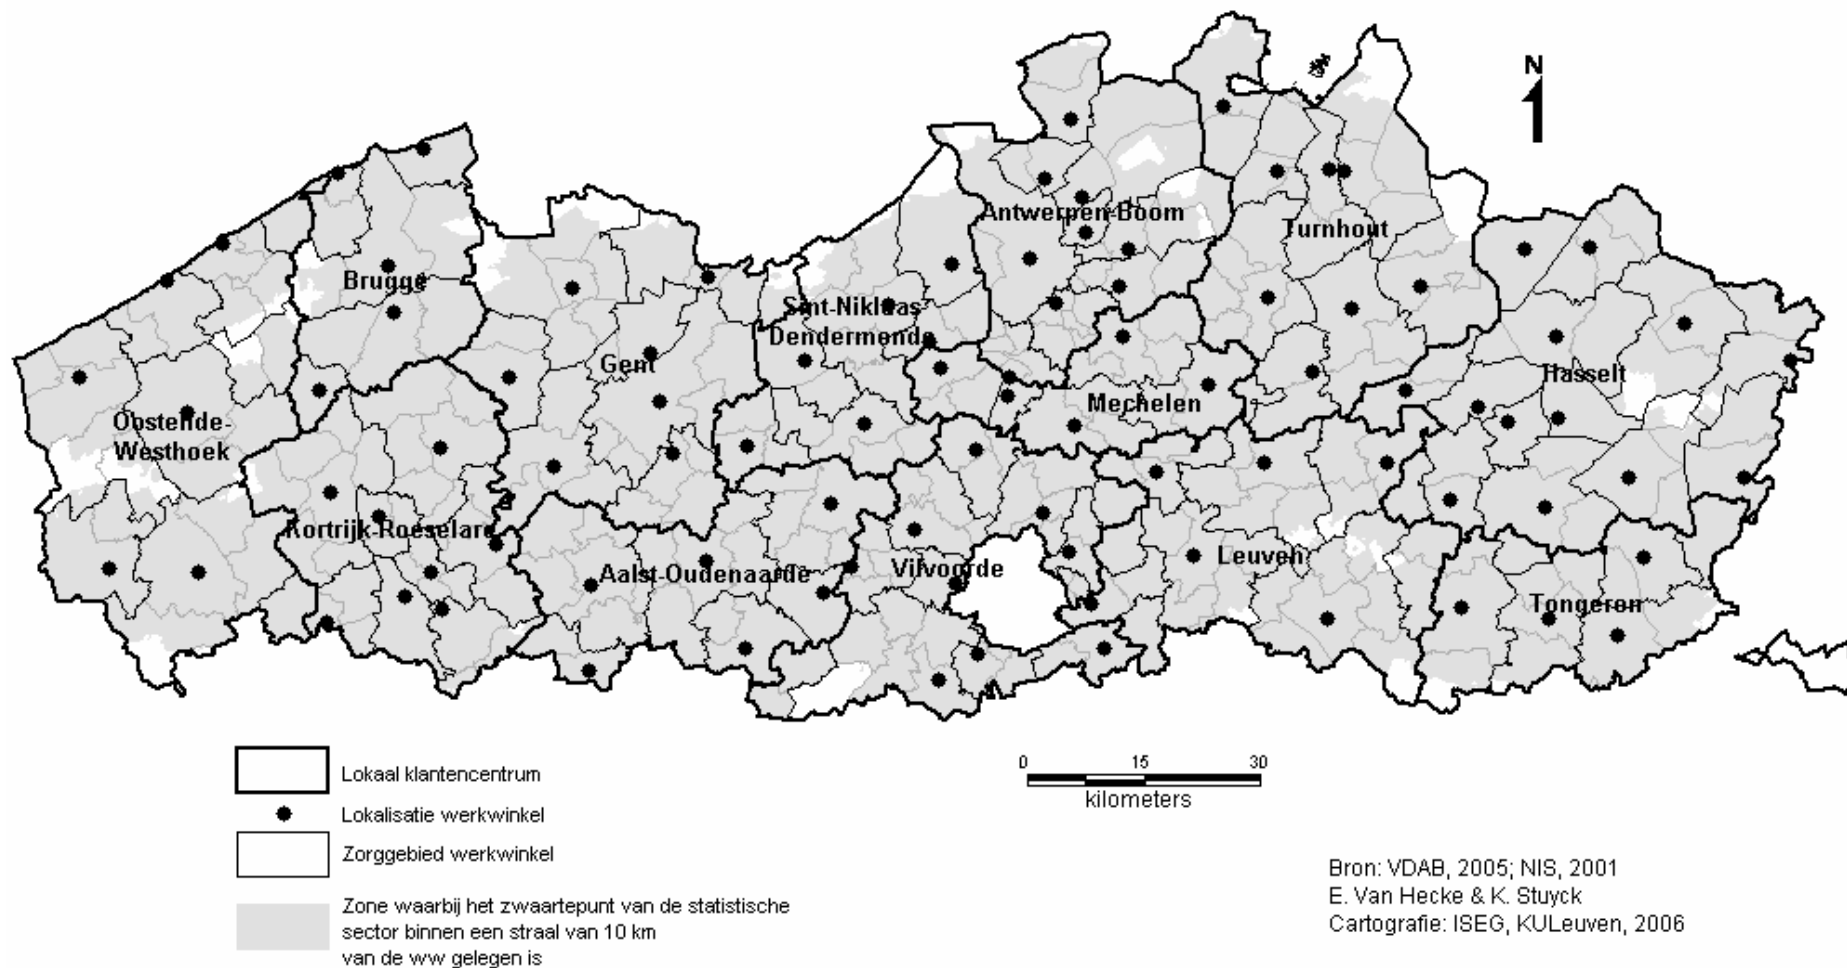 N
Antwerpen-Boom
Turnhout
Brugge
Sint-Niklaas-
Dendermonde
Gent
Hasselt
Mechelen
Oostende-
Westhoek
Kortrijk-Roeselare
Leuven
Vilvoorde
Aalst-Oudenaarde
Tongeren
Lokaal klantencentrum
Lokalisatie werkwinkel
Zorggebied werkwinkel
Zone waarbij het zwaartepunt van de statistische
sector binnen een straal van 10 km
van de ww gelegen is
0 15 30
kilometers
Bron: VDAB, 2005; NIS, 2001
E. Van Hecke & K. Stuyck
Cartografie: ISEG, KULeuven, 2006